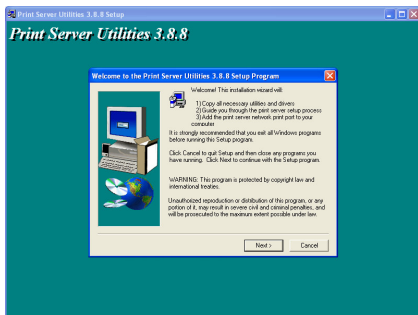 Print Server Utilities 3.8.8 Setup
Print Server Utilities 3.8.8
Welcome to the Print Server Utilities 3.8.8 Setup Program
Welcome! This installation wizard will:
1) Copy all necessary utilities and drivers
2) Guide you through the print server setup process
3) Add the print server network print port to your
computer
It is strongly recommended that you exit all Windows programs
before running this Setup program.
Click Cancel to quit Setup and then close any programs you
have running. Click Next to continue with the Setup program.
WARNING: This program is protected by copyright law and
international treaties.
Unauthorized reproduction or distribution of this program, or any
portion of it, may result in severe civil and criminal penalties, and
will be prosecuted to the maximum extent possible under law.
Next >
Cancel